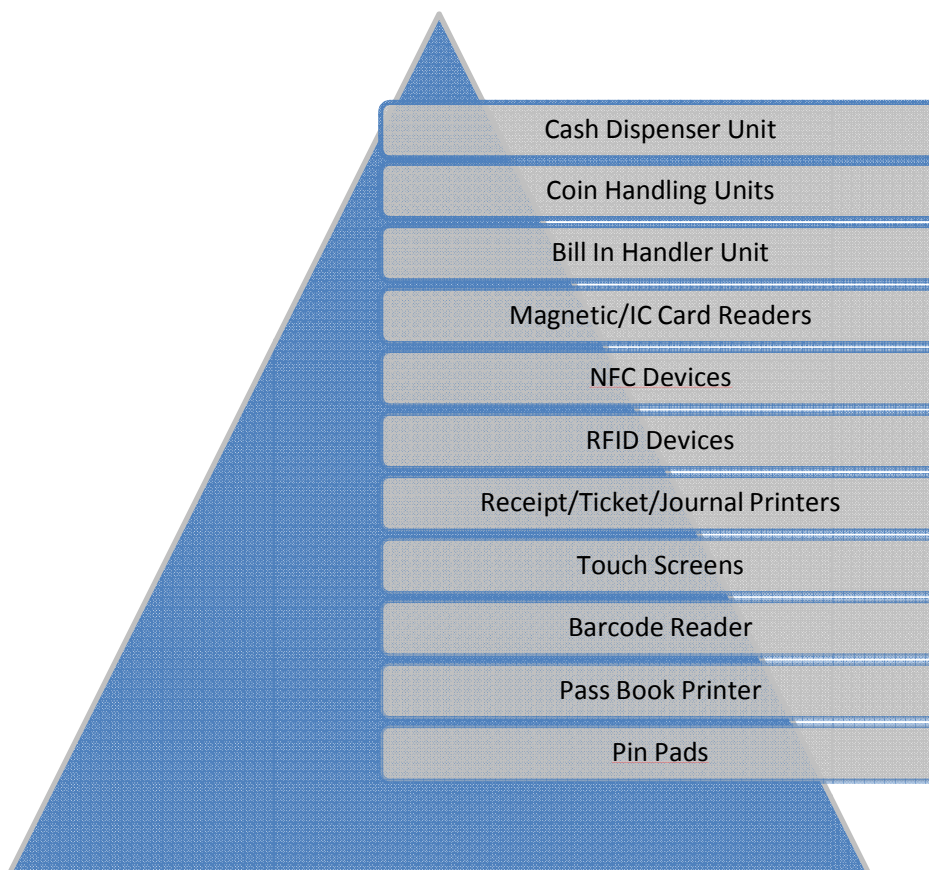 Cash Dispenser Unit
Coin Handling Units
Bill In Handler Unit
Magnetic/IC Card Readers
NFC Devices
RFID Devices
Receipt/Ticket/Journal Printers
Touch Screens
Barcode Reader
Pass Book Printer
Pin Pads